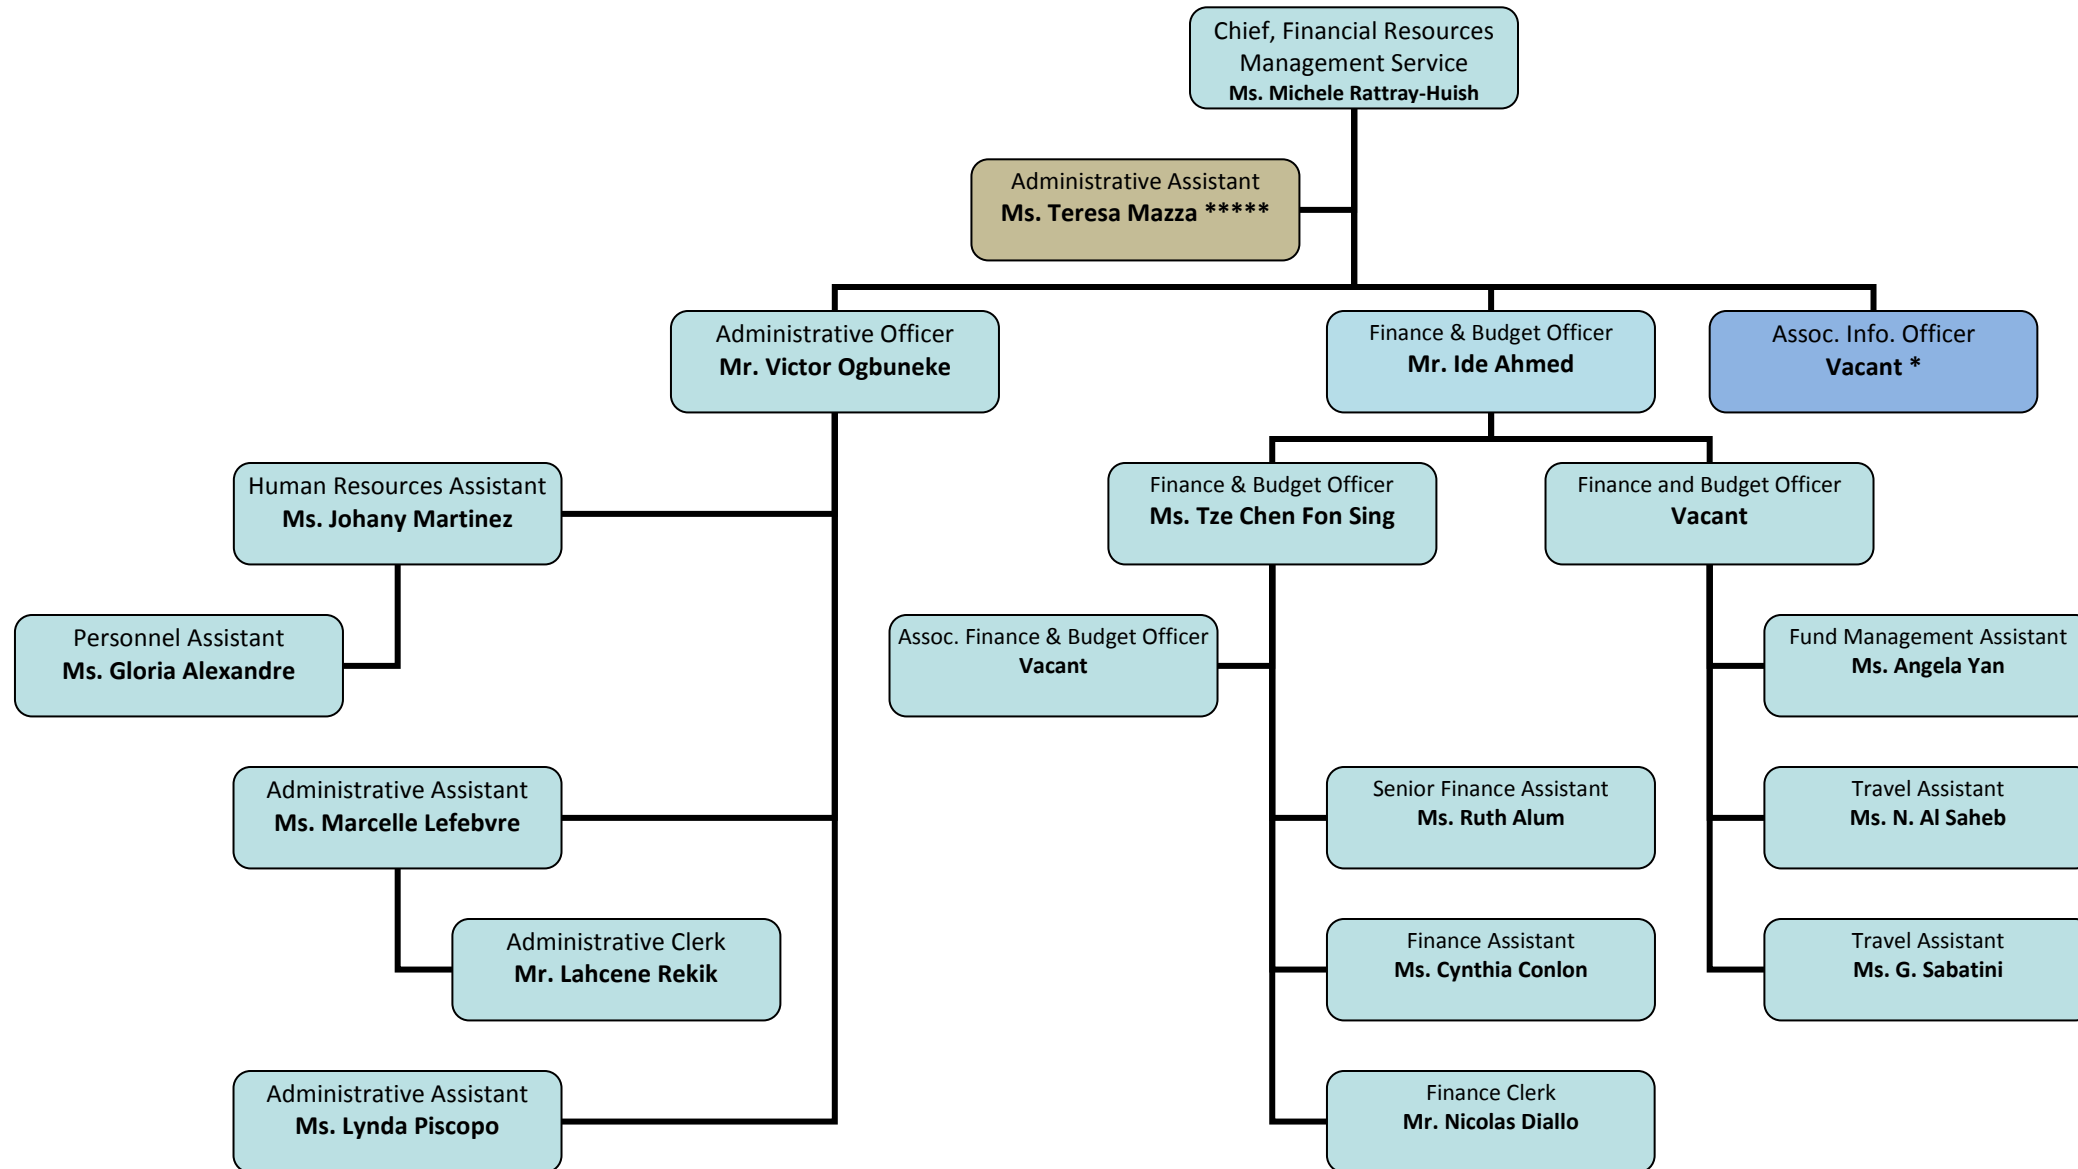 Chief, Financial Resources
Management Service
Ms. Michele Rattray-Huish
Administrative Assistant
Ms. Teresa Mazza *****
Administrative Officer
Mr. Victor Ogbuneke
Finance & Budget Officer
Mr. Ide Ahmed
Assoc. Info. Officer
Vacant *
Human Resources Assistant
Ms. Johany Martinez
Finance & Budget Officer
Ms. Tze Chen Fon Sing
Finance and Budget Officer
Vacant
Personnel Assistant
Ms. Gloria Alexandre
Assoc. Finance & Budget Officer
Vacant
Fund Management Assistant
Ms. Angela Yan
Administrative Assistant
Ms. Marcelle Lefebvre
Senior Finance Assistant
Ms. Ruth Alum
Travel Assistant
Ms. N. Al Saheb
Administrative Clerk
Mr. Lahcene Rekik
Finance Assistant
Ms. Cynthia Conlon
Travel Assistant
Ms. G. Sabatini
Administrative Assistant
Ms. Lynda Piscopo
Finance Clerk
Mr. Nicolas Diallo